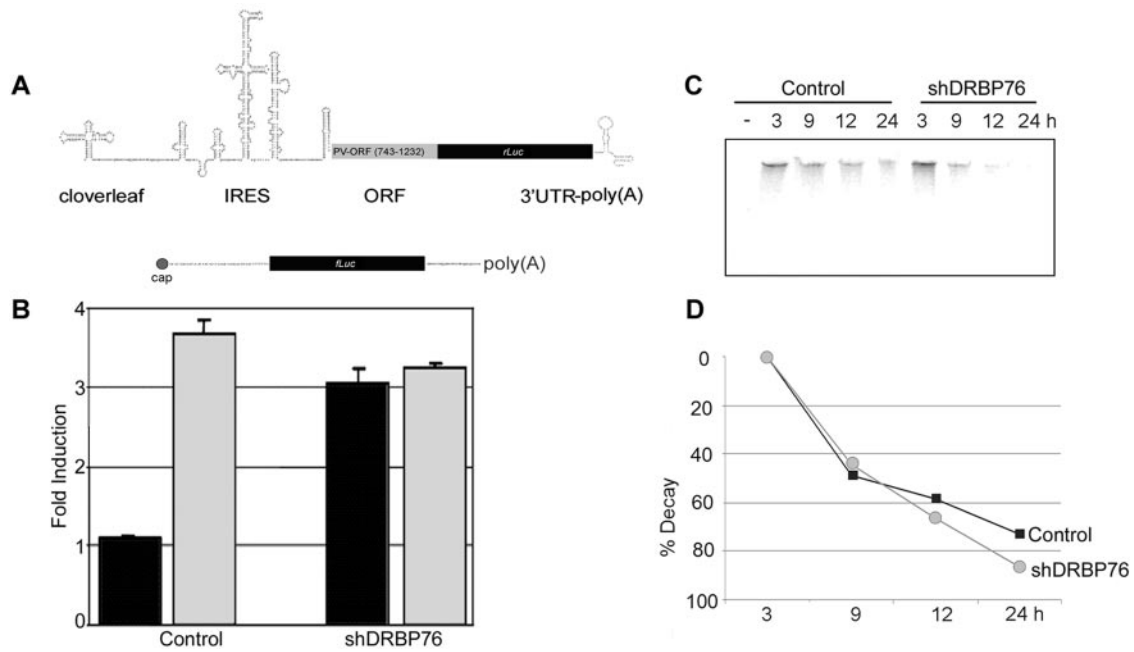 A
PV-ORF (743-1232) rLuc
cloverleaf IRES ORF 3'UTR-poly(A)
fLuc
poly(A)
cap
B
Fold Induction
4
3
2
1
0
Control shDRBP76
C
Control shDRBP76
- 3 9 12 24 3 9 12 24 h
D
% Decay
0
20
40
60
80
100
Control
shDRBP76
3 9 12 24 h